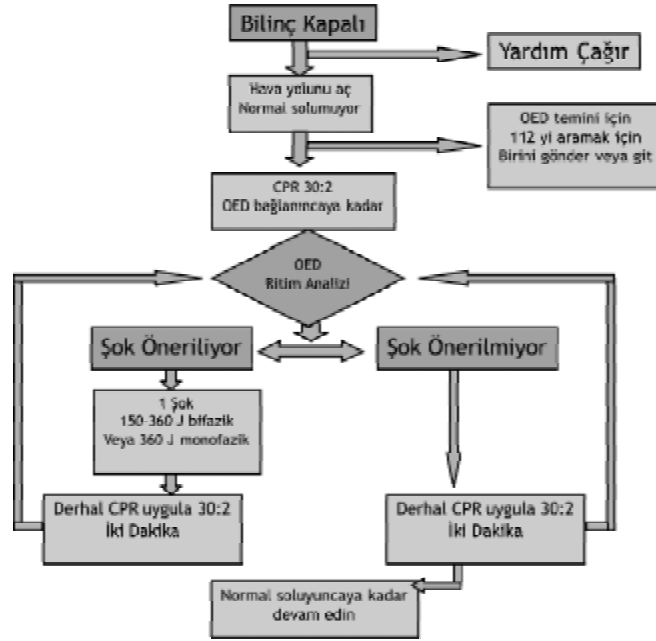 Bilinç Kapalı
Yardım Çağır
Hava yolunu aç
Normal solumuyor
OED temini için
112 yi aramak için
Birini gönder veya git
CPR 30:2
OED bağlanıncaya kadar
OED
Ritim Analizi
Şok Öneriliyor
Şok Önerilmiyor
1 Şok
150-360 J bifazik
Veya 360 J monofazik
Derhal CPR uygula 30:2
İki Dakika
Derhal CPR uygula 30:2
İki Dakika
Normal soluyuncaya kadar
devam edin